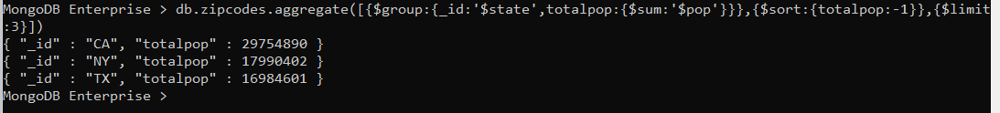 MongoDB Enterprise > db.zipcodes.aggregate([{$group:{_id:'$state',totalpop:{$sum:'$pop'}}},{$sort:{totalpop:-1}},{$limit
:3}])
{ "_id" : "CA", "totalpop" : 29754890 }
{ "_id" : "NY", "totalpop" : 17990402 }
{ "_id" : "TX", "totalpop" : 16984601 }
MongoDB Enterprise >